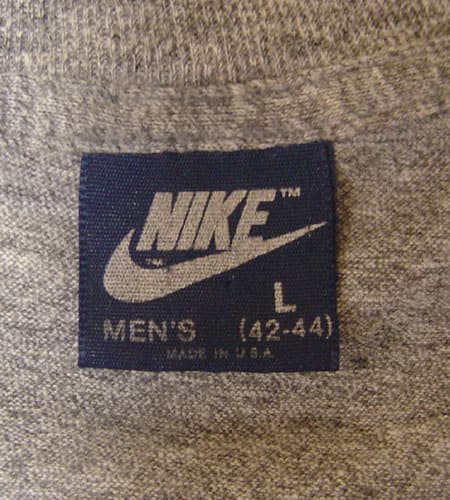 NIKE™
™
L
MEN'S (42-44)
MADE IN U.S.A.